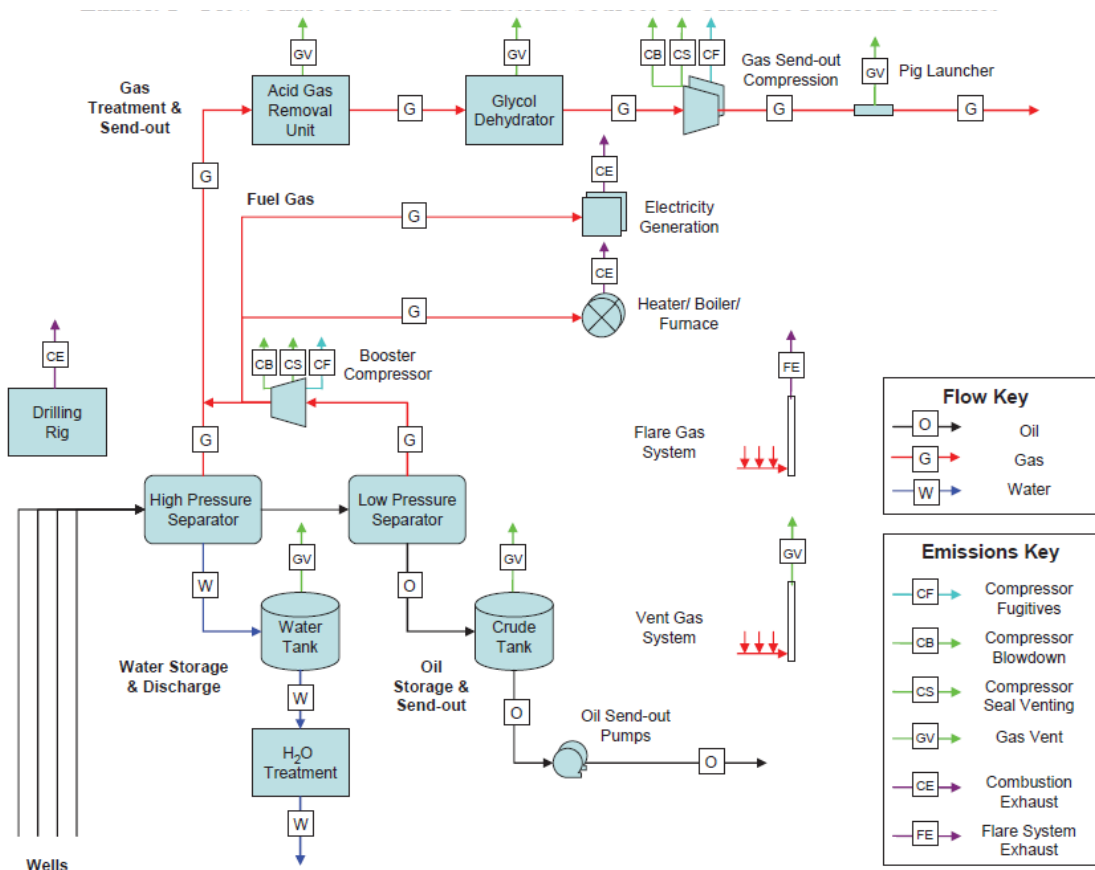 GV
GV
CB
CS
CF
GV
Gas Send-out
Compression
Pig Launcher
Gas
Treatment &
Send-out
Acid Gas
Removal
Unit
G
Glycol
Dehydrator
G
G
G
G
CE
Fuel Gas
G
Electricity
Generation
CE
G
Heater/ Boiler/
Furnace
CE
Drilling
Rig
CB
CS
CF
Booster
Compressor
G
G
FE
Flare Gas
System
High Pressure
Separator
Low Pressure
Separator
W
GV
O
GV
GV
Water
Tank
Crude
Tank
Vent Gas
System
Water Storage
& Discharge
Oil
Storage &
Send-out
W
O
Oil Send-out
Pumps
O
H2O
Treatment
W
Wells
Flow Key
O
Oil
G
Gas
W
Water
Emissions Key
CF
Compressor
Fugitives
CB
Compressor
Blowdown
CS
Compressor
Seal Venting
GV
Gas Vent
CE
Combustion
Exhaust
FE
Flare System
Exhaust